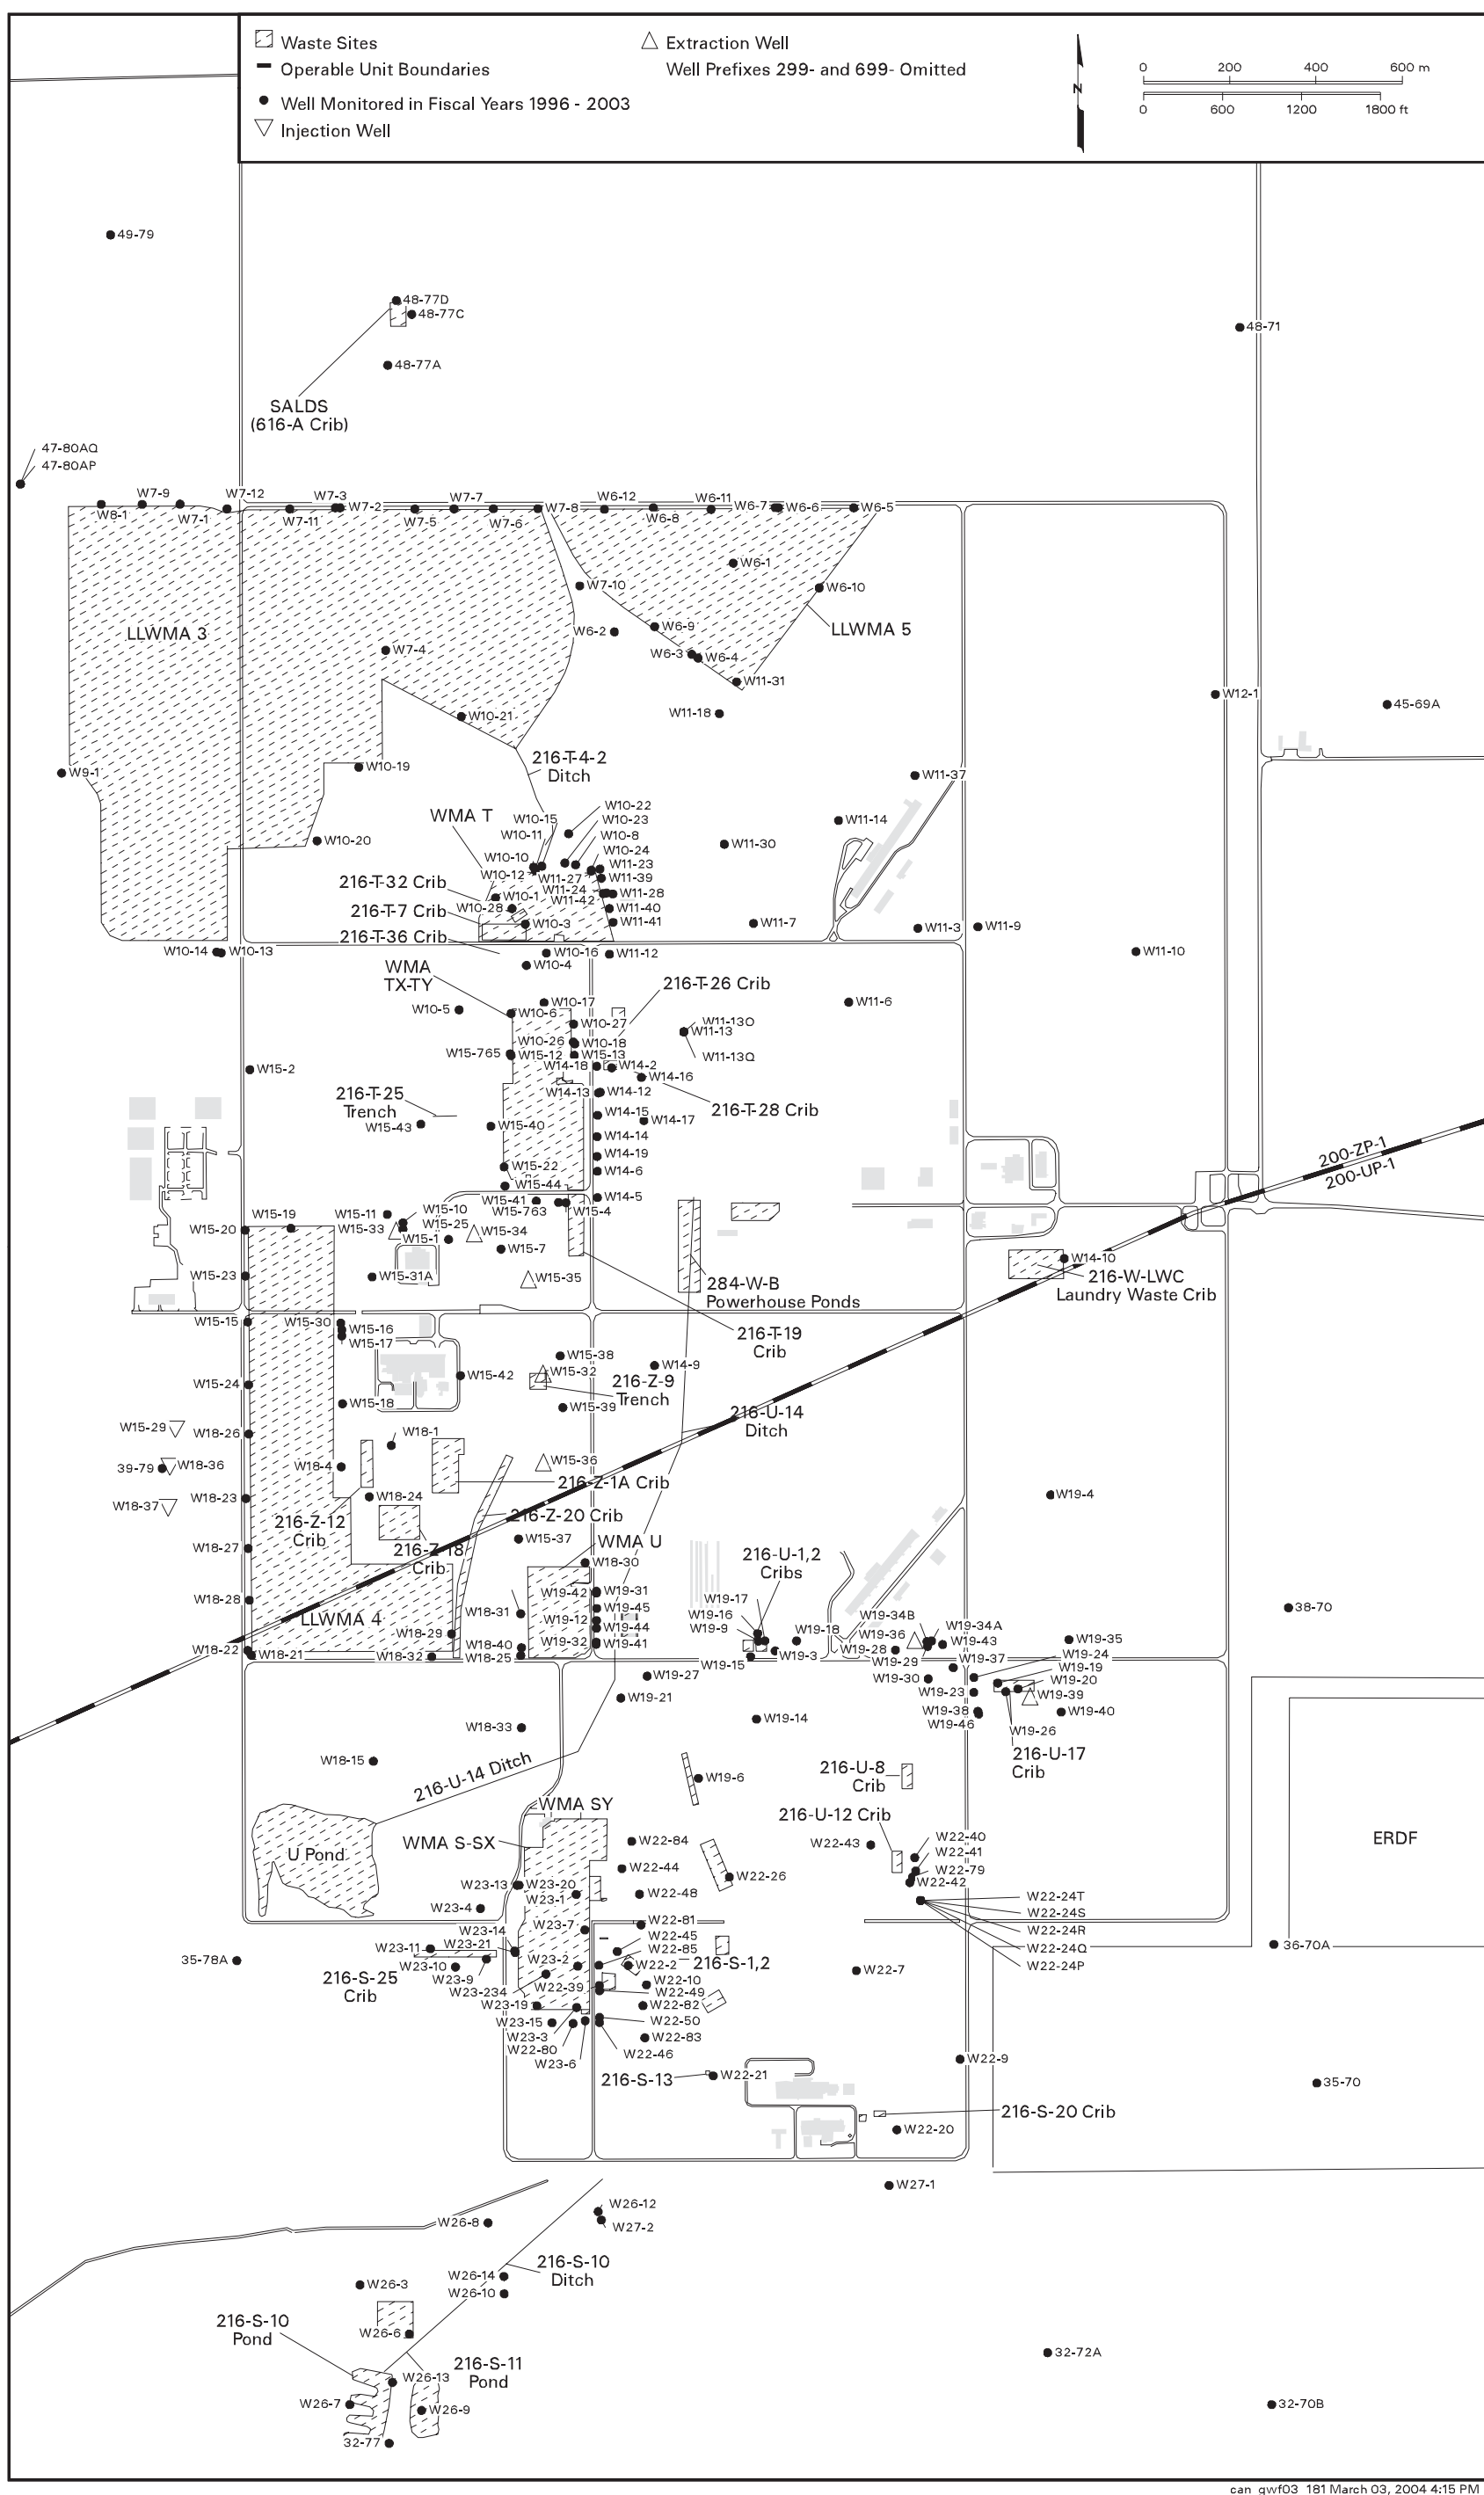 Waste Sites
Operable Unit Boundaries
Well Monitored in Fiscal Years 1996 - 2003
Injection Well
Extraction Well
Well Prefixes 299- and 699- Omitted
N
0 200 400 600 m
0 600 1200 1800 ft
49-79
48-77D
48-77C
48-71
48-77A
SALDS
(616-A Crib)
47-80AQ
47-80AP
W7-9
W7-12
W7-3
W7-7
W6-12
W6-11
W8-1
W7-1
W7-11
W7-2
W7-5
W7-6
W7-8
W6-8
W6-7
W6-6
W6-5
W6-1
W7-10
W6-10
LLWMA 3
W6-9
W6-2
LLWMA 5
W7-4
W6-3
W6-4
W11-31
W12-1
45-69A
W10-21
W11-18
216-T-4-2
Ditch
W9-1
W10-19
W11-37
WMA T
W10-22
W10-15
W10-23
W11-14
W10-11
W10-8
W10-20
W11-30
W10-24
W10-10
W11-23
W10-12
W11-27
W11-39
216-T-32 Crib
W11-24
W11-28
W10-1
W11-42
W10-28
W11-40
216-T-7 Crib
W10-3
W11-41
W11-7
W11-3
W11-9
216-T-36 Crib
W10-14
W10-13
W10-16
W11-12
W11-10
W10-4
WMA
TX-TY
216-T-26 Crib
W10-5
W10-17
W10-6
W11-6
W10-27
W11-13O
W11-13
W11-13Q
W10-26
W10-18
W15-765
W15-12
W15-13
W15-2
W14-18
W14-2
W14-16
216-T-25
Trench
W14-13
W14-12
216-T-28 Crib
W15-43
W15-40
W14-15
W14-17
W14-14
W14-19
W15-22
W14-6
200-ZP-1
200-UP-1
W15-44
W15-41
W14-5
W15-763
W15-4
W15-19
W15-11
W15-10
W15-20
W15-33
W15-25
W15-34
W15-1
W15-7
W14-10
W15-23
W15-31A
W15-35
284-W-B
Powerhouse Ponds
216-W-LWC
Laundry Waste Crib
W15-15
W15-30
W15-16
W15-17
216-T-19
Crib
W15-38
W14-9
W15-42
W15-32
216-Z-9
Trench
W15-24
W15-18
W15-39
216-U-14
Ditch
W15-29
W18-26
W18-1
39-79
W18-36
W18-4
W15-36
216-Z-1A Crib
W18-37
W18-23
W18-24
W19-4
216-Z-12
Crib
216-Z-20 Crib
W18-27
216-Z-18
Crib
W15-37
WMA U
W18-30
216-U-1,2
Cribs
W18-28
LLWMA 4
W18-31
W19-42
W19-31
W19-45
W19-12
W19-44
W19-17
W19-16
W19-9
W19-34B
W19-34A
38-70
W18-29
W18-40
W19-32
W19-41
W19-18
W19-36
W19-43
W19-35
W18-22
W18-21
W18-32
W18-25
W19-15
W19-3
W19-28
W19-29
W19-37
W19-24
W19-27
W19-30
W19-19
W19-20
W19-21
W19-23
W19-39
W18-33
W19-14
W19-38
W19-46
W19-26
W19-40
216-U-17
Crib
W18-15
216-U-14 Ditch
W19-6
216-U-8
Crib
WMA SY
216-U-12 Crib
WMA S-SX
W22-84
W22-43
W22-40
W22-41
ERDF
U Pond
W22-44
W22-26
W22-79
W22-42
W23-13
W23-20
W23-1
W22-48
W22-24T
W23-4
W22-24S
W23-7
W22-81
W22-24R
W23-14
W22-45
W23-11
W23-21
W22-85
W22-24Q
36-70A
35-78A
W23-10
W23-9
W23-2
W22-2
216-S-1,2
W22-7
W22-24P
216-S-25
Crib
W23-234
W22-39
W22-10
W22-49
W23-19
W22-82
W23-15
W22-50
W23-3
W22-83
W22-80
W22-46
W23-6
W22-9
216-S-13
W22-21
35-70
216-S-20 Crib
W22-20
W27-1
W26-12
W26-8
W27-2
216-S-10
Ditch
W26-14
W26-3
W26-10
216-S-10
Pond
W26-6
32-72A
216-S-11
Pond
W26-13
W26-7
W26-9
32-70B
32-77
can_gwf03_181 March 03, 2004 4:15 PM